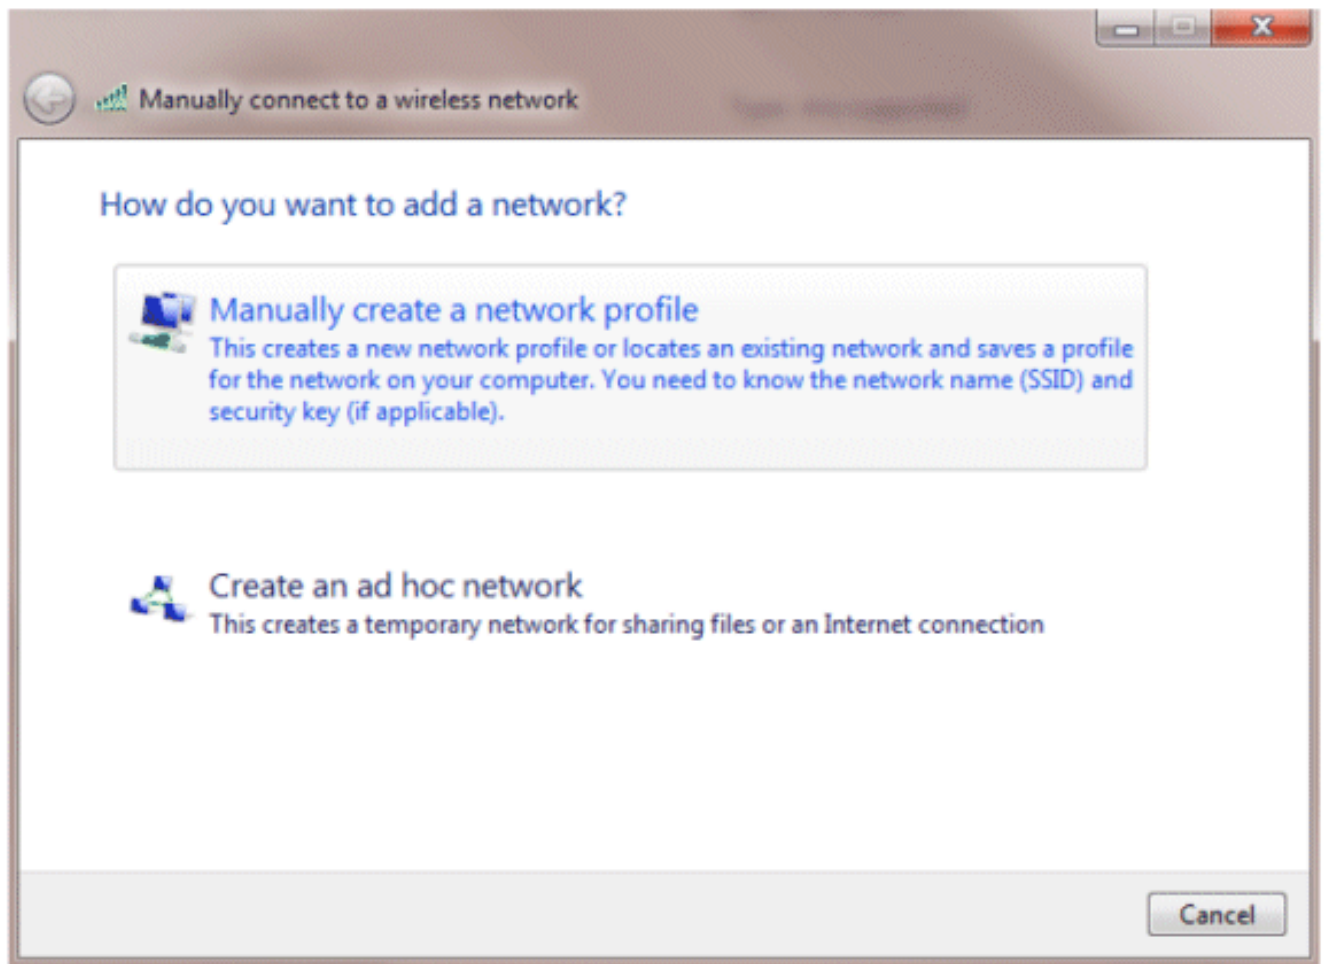 Manually connect to a wireless network
How do you want to add a network?
Manually create a network profile
This creates a new network profile or locates an existing network and saves a profile
for the network on your computer. You need to know the network name (SSID) and
security key (if applicable).
Create an ad hoc network
This creates a temporary network for sharing files or an Internet connection
Cancel